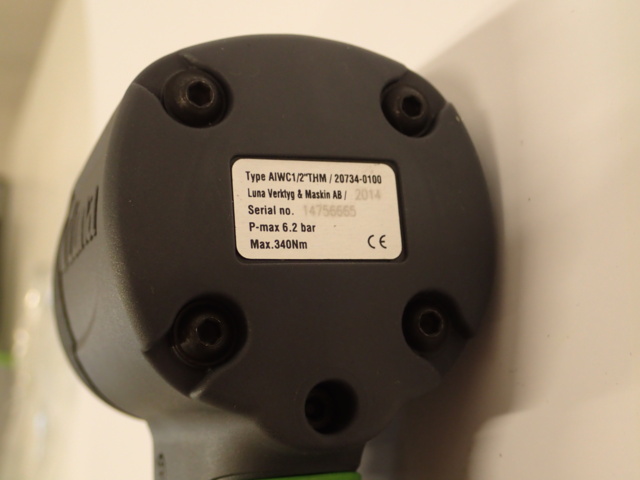 Type AIWC1/2"THM / 20734-0100
Luna Verktyg & Maskin AB / 2014
Serial no. 14756665
P-max 6.2 bar
Max.340Nm CE